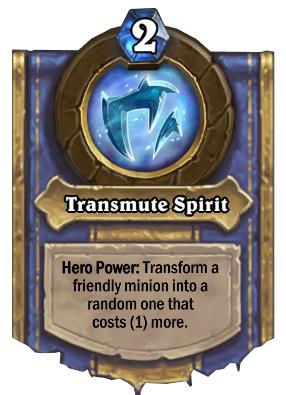 2
Transmute Spirit
Hero Power: Transform a
friendly minion into a
random one that
costs (1) more.